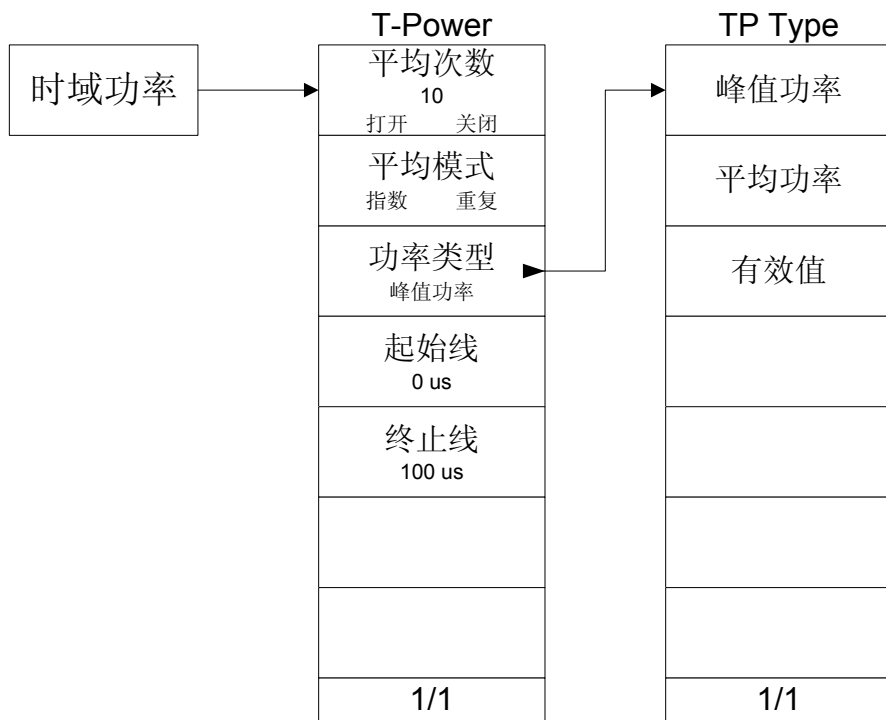 T-Power
TP Type
时域功率
平均次数
10
打开 关闭
平均模式
指数 重复
功率类型
峰值功率
起始线
0 us
终止线
100 us
1/1
峰值功率
平均功率
有效值
1/1